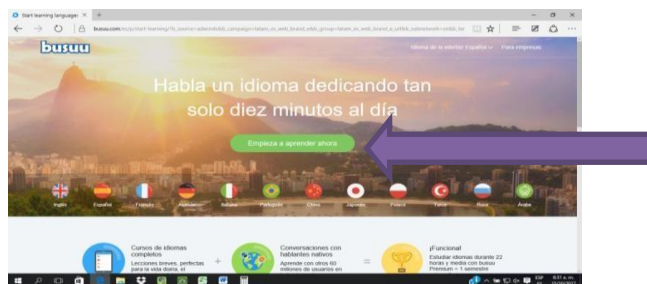 Start learning languages
busuu
Idioma de la interfaz: Español
Para empresas
Habla un idioma dedicando tan
solo diez minutos al día
Empieza a aprender ahora
Inglés Español Francés Alemán Italiano Portugués Chino Japonés Polaco Turco Ruso Árabe
Cursos de idiomas
completos
Lecciones breves, perfectas
para la vida diaria, el
+
Conversaciones con
hablantes nativos
Aprende con otros 60
millones de usuarios en
=
¡Funciona!
Estudiar idiomas durante 22
horas y media con busuu
Premium = 1 semestre
ESP